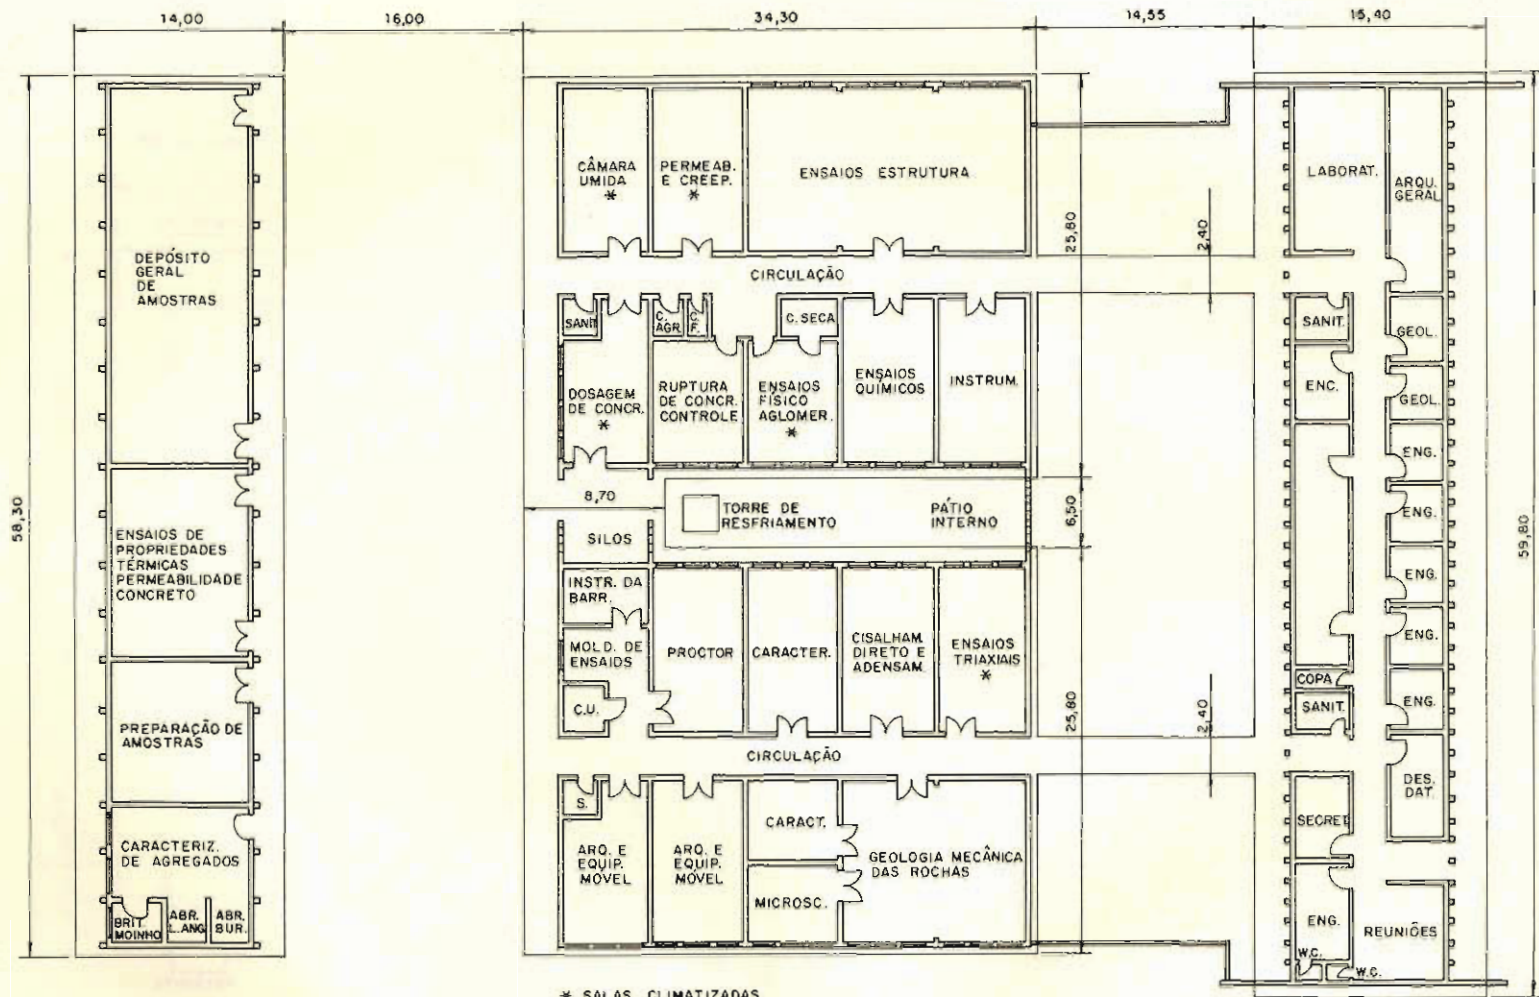 14,00
16,00
34,30
14,55
15,40
58,30
DEPÓSITO
GERAL
DE
AMOSTRAS
ENSAIOS DE
PROPRIEDADES
TÉRMICAS
PERMEABILIDADE
CONCRETO
PREPARAÇÃO DE
AMOSTRAS
CARACTERIZ.
DE AGREGADOS
BRIT.
MOINHO
ABR.
L.ANG
ABR.
BUR.
CÂMARA
UMIDA
*
PERMEAB.
E CREEP.
*
ENSAIOS ESTRUTURA
25,80
2,40
CIRCULAÇÃO
SANIT
C.
AGR.
C.
F.
C. SECA
DOSAGEM
DE CONCR.
*
RUPTURA
DE CONCR.
CONTROLE
ENSAIOS
FÍSICO
AGLOMER.
*
ENSAIOS
QUÍMICOS
INSTRUM.
8,70
TORRE DE
RESFRIAMENTO
PÁTIO
INTERNO
6,50
SILOS
INSTR. DA
BARR.
MOLD. DE
ENSAIOS
C.U.
PROCTOR
CARACTER.
CISALHAM.
DIRETO E
ADENSAM.
ENSAIOS
TRIAXIAIS
*
25,80
2,40
CIRCULAÇÃO
S.
ARQ. E
EQUIP.
MÓVEL
ARQ. E
EQUIP.
MÓVEL
CARACT.
MICROSC.
GEOLOGIA MECÂNICA
DAS ROCHAS
LABORAT.
ARQU.
GERAL
SANIT.
GEOL.
ENC.
GEOL.
ENG.
ENG.
ENG.
ENG.
COPA
SANIT.
ENG.
DES.
DAT.
SECRET.
ENG.
REUNIÕES
W.C.
W.C.
59,80
* SALAS CLIMATIZADAS